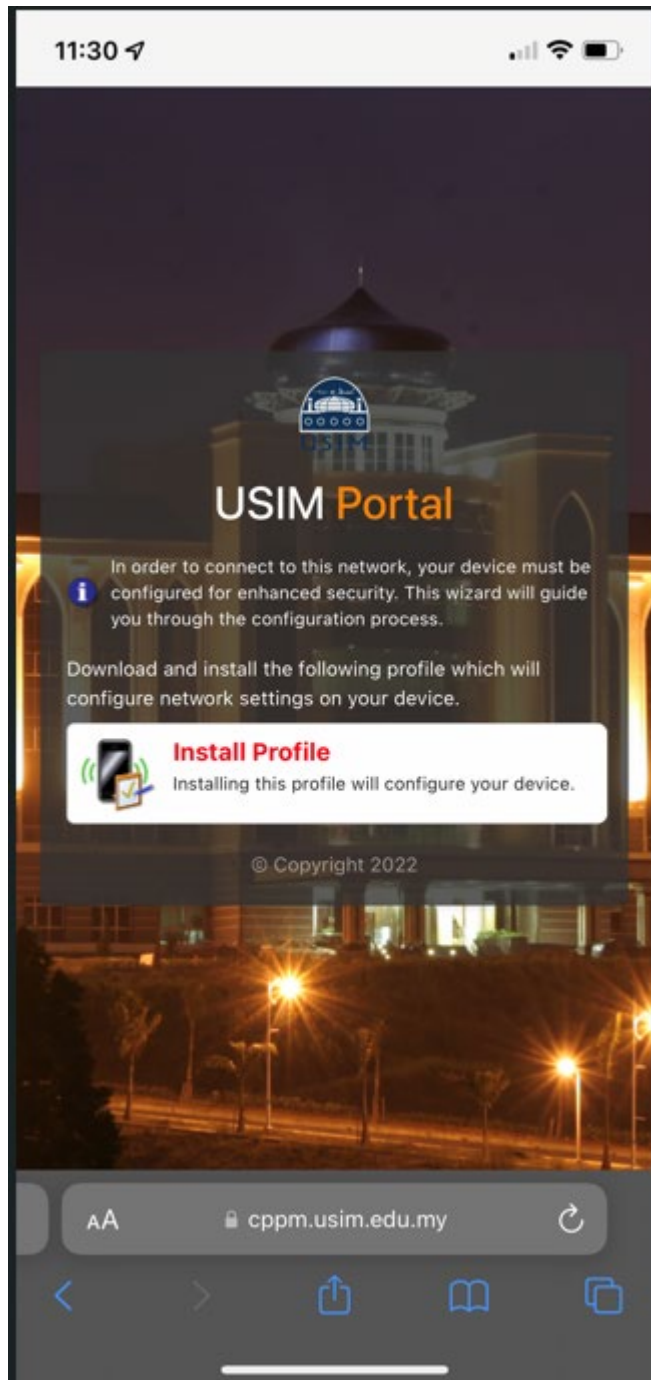 11:30
USIM
USIM Portal
In order to connect to this network, your device must be
configured for enhanced security. This wizard will guide
you through the configuration process.
Download and install the following profile which will
configure network settings on your device.
Install Profile
Installing this profile will configure your device.
© Copyright 2022
AA cppm.usim.edu.my